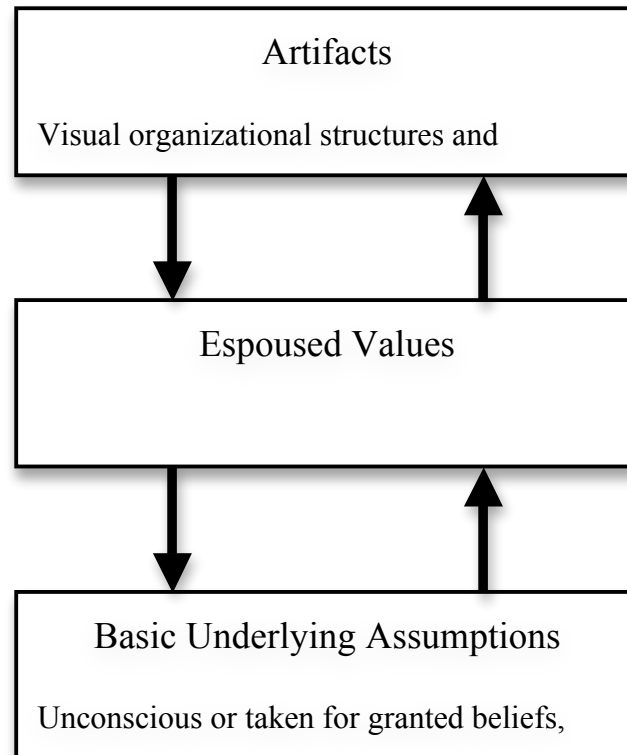 Artifacts
Visual organizational structures and
Espoused Values
Basic Underlying Assumptions
Unconscious or taken for granted beliefs,